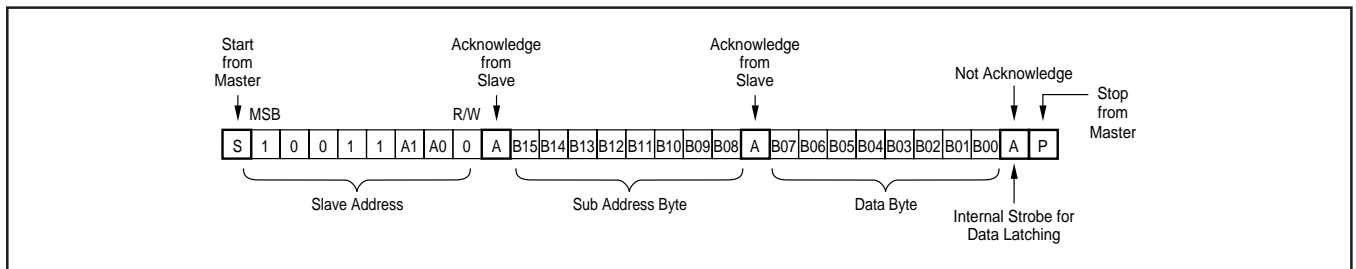 Start
from
Master
Acknowledge
from
Slave
Acknowledge
from
Slave
Not Acknowledge
Stop
from
Master
MSB R/W
S 1 0 0 1 1 A1 A0 0 A B15 B14 B13 B12 B11 B10 B09 B08 A B07 B06 B05 B04 B03 B02 B01 B00 A P
Slave Address
Sub Address Byte
Data Byte
Internal Strobe for
Data Latching